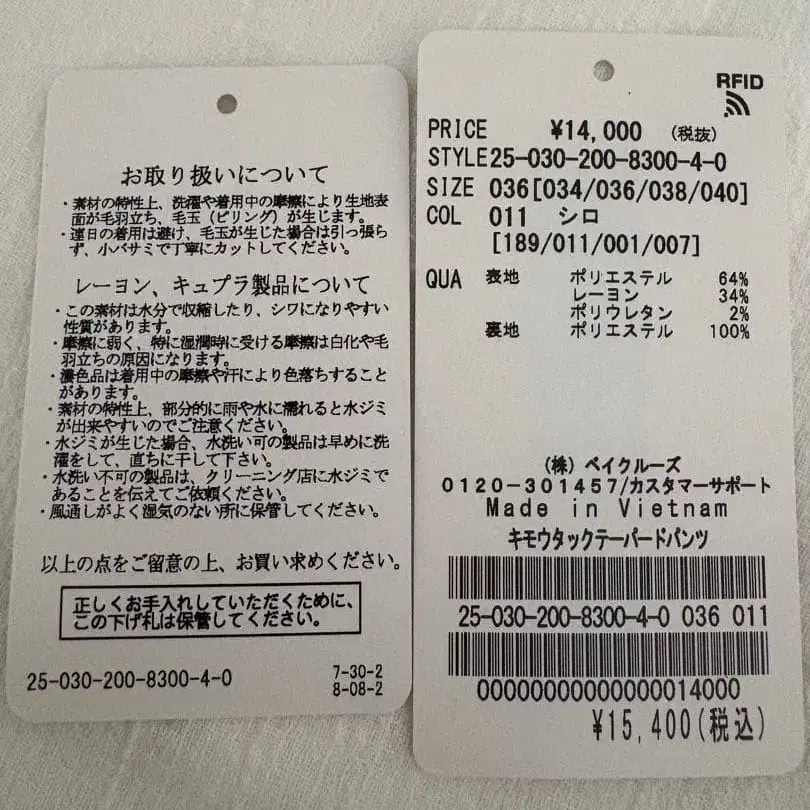 お取り扱いについて
・素材の特性上、洗濯や着用中の摩擦により生地表
面が毛羽立ち、毛玉（ピリング）が生じます。
・連日の着用は避け、毛玉が生じた場合は引っ張ら
ず、小バサミで丁寧にカットしてください。
レーヨン、キュプラ製品について
・この素材は水分で収縮したり、シワになりやすい
性質があります。
・摩擦に弱く、特に湿潤時に受ける摩擦は白化や毛
羽立ちの原因になります。
・濃色品は着用中の摩擦や汗により色落ちすること
があります。
・素材の特性上、部分的に雨や水に濡れると水ジミ
が出来やすいのでご注意ください。
・水ジミが生じた場合、水洗い可の製品は早めに洗
濯をして、直ちに干して下さい。
・水洗い不可の製品は、クリーニング店に水ジミで
あることを伝えてご依頼ください。
・風通しがよく湿気のない所に保管してください。
以上の点をご留意の上、お買い求めください。
正しくお手入れしていただくために、
この下げ札は保管してください。
25-030-200-8300-4-0
7-30-2
8-08-2
RFID
PRICE ¥14,000 (税抜)
STYLE25-030-200-8300-4-0
SIZE 036[034/036/038/040]
COL 011 シロ
[189/011/001/007]
QUA 表地 ポリエステル 64%
レーヨン 34%
ポリウレタン 2%
裏地 ポリエステル 100%
(株) ベイクルーズ
0120-301457/カスタマーサポート
Made in Vietnam
キモウタックテーパードパンツ
25-030-200-8300-4-0 036 011
00000000000000014000
¥15,400(税込)